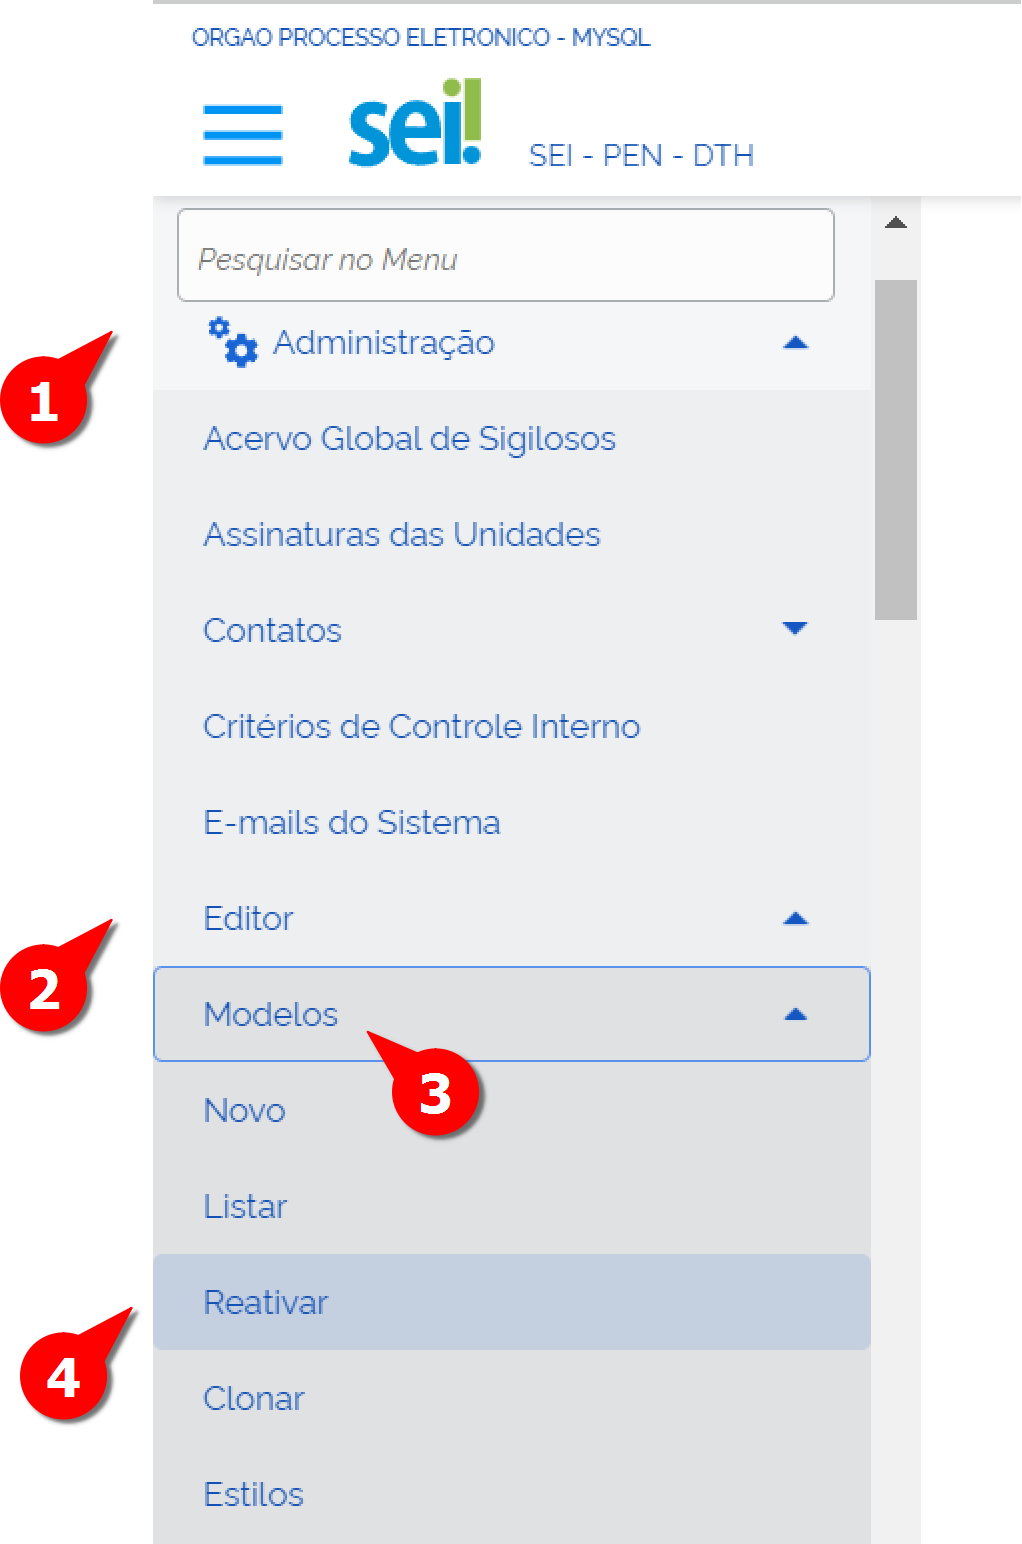 ORGAO PROCESSO ELETRONICO - MYSQL
sei!
SEI - PEN - DTH
Pesquisar no Menu
Administração
1
Acervo Global de Sigilosos
Assinaturas das Unidades
Contatos
Critérios de Controle Interno
E-mails do Sistema
Editor
2
Modelos
3
Novo
Listar
Reativar
4
Clonar
Estilos